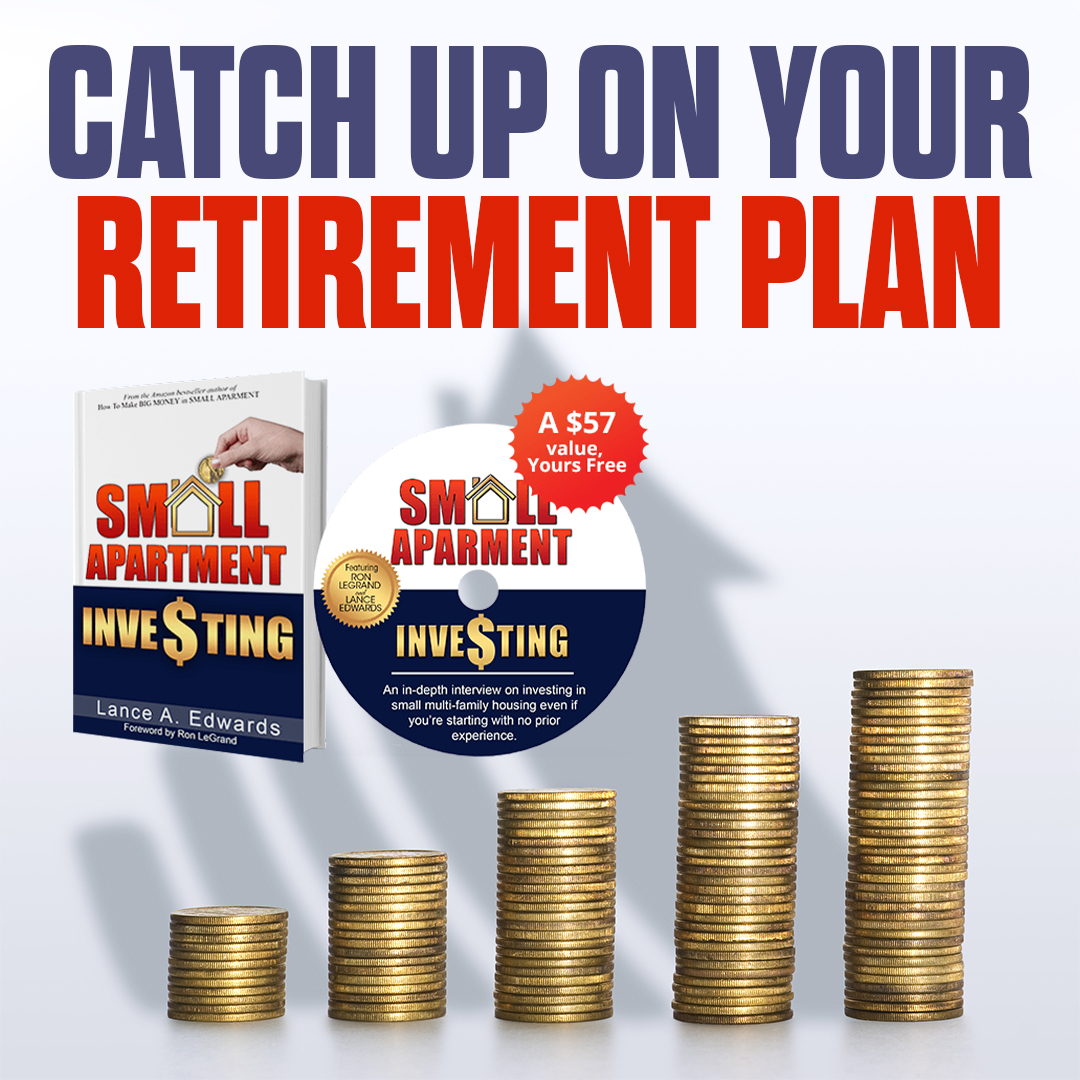 CATCH UP ON YOUR
RETIREMENT PLAN
From the Amazon bestseller author of
How To Make BIG MONEY in SMALL APARMENT
SMALL
APARTMENT
INVE$TING
Lance A. Edwards
Foreword by Ron LeGrand
A $57
value,
Yours Free
SMALL
APARMENT
Featuring
RON
LEGRAND
and
LANCE
EDWARDS
INVE$TING
An in-depth interview on investing in
small multi-family housing even if
you're starting with no prior
experience.